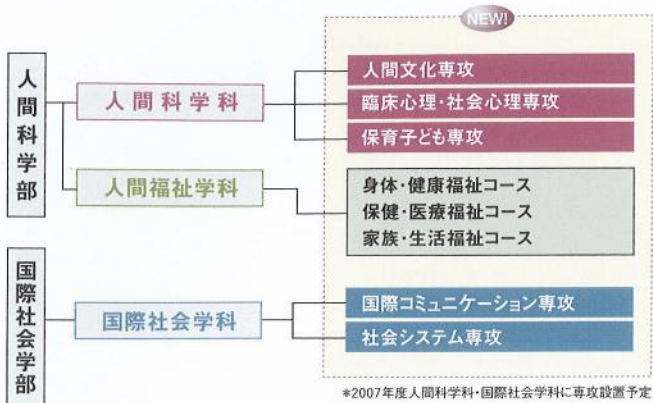 NEW!
人間科学部
人間科学科
人間文化専攻
臨床心理・社会心理専攻
保育子ども専攻
人間福祉学科
身体・健康福祉コース
保健・医療福祉コース
家族・生活福祉コース
国際社会学部
国際社会学科
国際コミュニケーション専攻
社会システム専攻
*2007年度人間科学科・国際社会学科に専攻設置予定